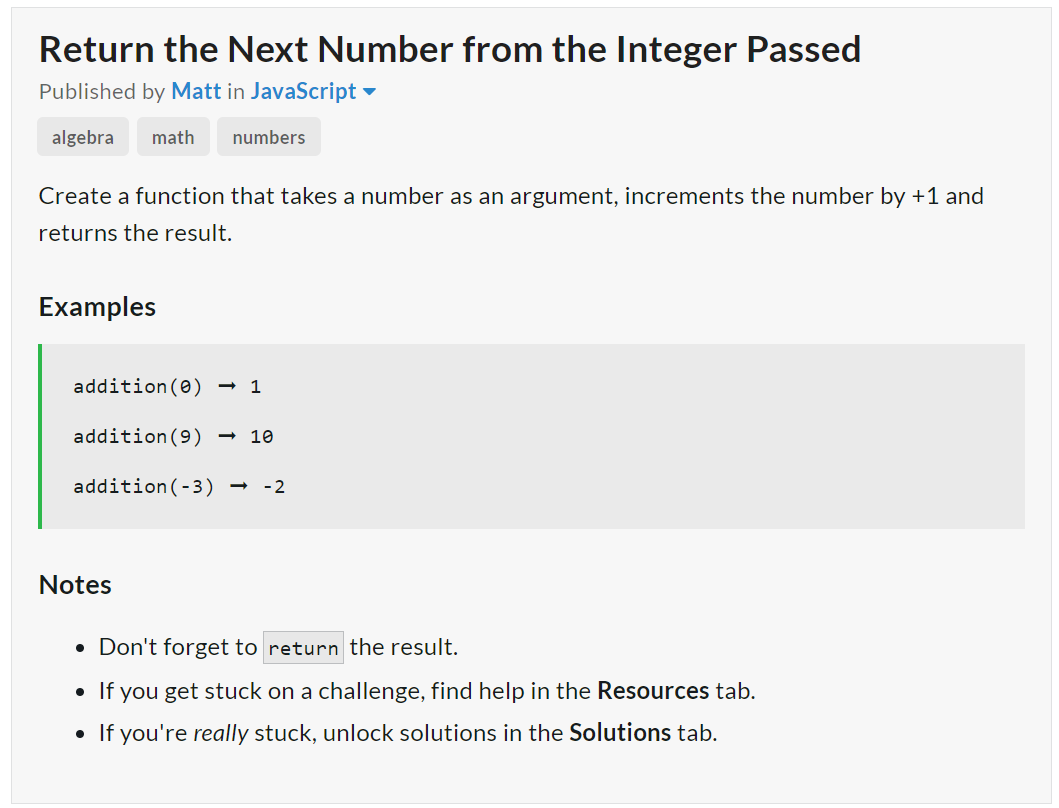 Return the Next Number from the Integer Passed
Published by Matt in JavaScript
algebra math numbers
Create a function that takes a number as an argument, increments the number by +1 and
returns the result.
Examples
addition(0) ➞ 1
addition(9) ➞ 10
addition(-3) ➞ -2
Notes
• Don't forget to return the result.
• If you get stuck on a challenge, find help in the Resources tab.
• If you're really stuck, unlock solutions in the Solutions tab.